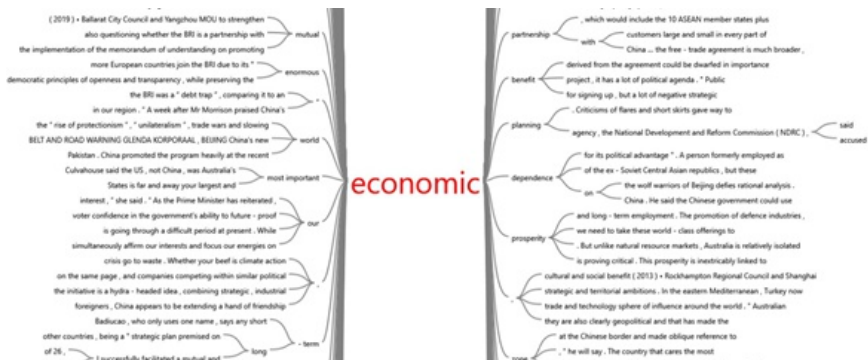 ( 2019 ) • Ballarat City Council and Yangzhou MOU to strengthen
also questioning whether the BRI is a partnership with
mutual
the implementation of the memorandum of understanding on promoting
more European countries join the BRI due to its "
enormous
democratic principles of openness and transparency , while preserving the
the BRI was a " debt trap " , comparing it to an
"
in our region . " A week after Mr Morrison praised China's
the " rise of protectionism " , " unilateralism " , trade wars and slowing
BELT AND ROAD WARNING GLENDA KORPORAAL , BEIJING China's new
world
Pakistan . China promoted the program heavily at the recent
Culvahouse said the US , not China , was Australia's
most important
States is far and away your largest and
interest , " she said . " As the Prime Minister has reiterated ,
voter confidence in the government's ability to future - proof
our
is going through a difficult period at present . While
simultaneously affirm our interests and focus our energies on
crisis go to waste . Whether your beef is climate action
on the same page , and companies competing within similar political
,
the initiative is a hydra - headed idea , combining strategic , industrial
foreigners , China appears to be extending a hand of friendship
Badiucao , who only uses one name , says any short
- term
other countries , being a " strategic plan premised on
long
of 26 ,
I successfully facilitated a mutual and
economic
, which would include the 10 ASEAN member states plus
partnership
customers large and small in every part of
with
China ... the free - trade agreement is much broader ,
derived from the agreement could be dwarfed in importance
benefit
project , it has a lot of political agenda . " Public
for signing up , but a lot of negative strategic
. Criticisms of flares and short skirts gave way to
planning
said
agency , the National Development and Reform Commission ( NDRC ) ,
accused
for its political advantage " . A person formerly employed as
of the ex - Soviet Central Asian republics , but these
dependence
the wolf warriors of Beijing defies rational analysis .
on
China . He said the Chinese government could use
and long - term employment . The promotion of defence industries ,
we need to take these world - class offerings to
prosperity
. But unlike natural resource markets , Australia is relatively isolated
is proving critical . This prosperity is inextricably linked to
cultural and social benefit ( 2013 ) • Rockhampton Regional Council and Shanghai
strategic and territorial ambitions . In the eastern Mediterranean , Turkey now
,
trade and technology sphere of influence around the world . " Australian
they are also clearly geopolitical and that has made the
at the Chinese border and made oblique reference to
zone
, " he will say . The country that cares the most